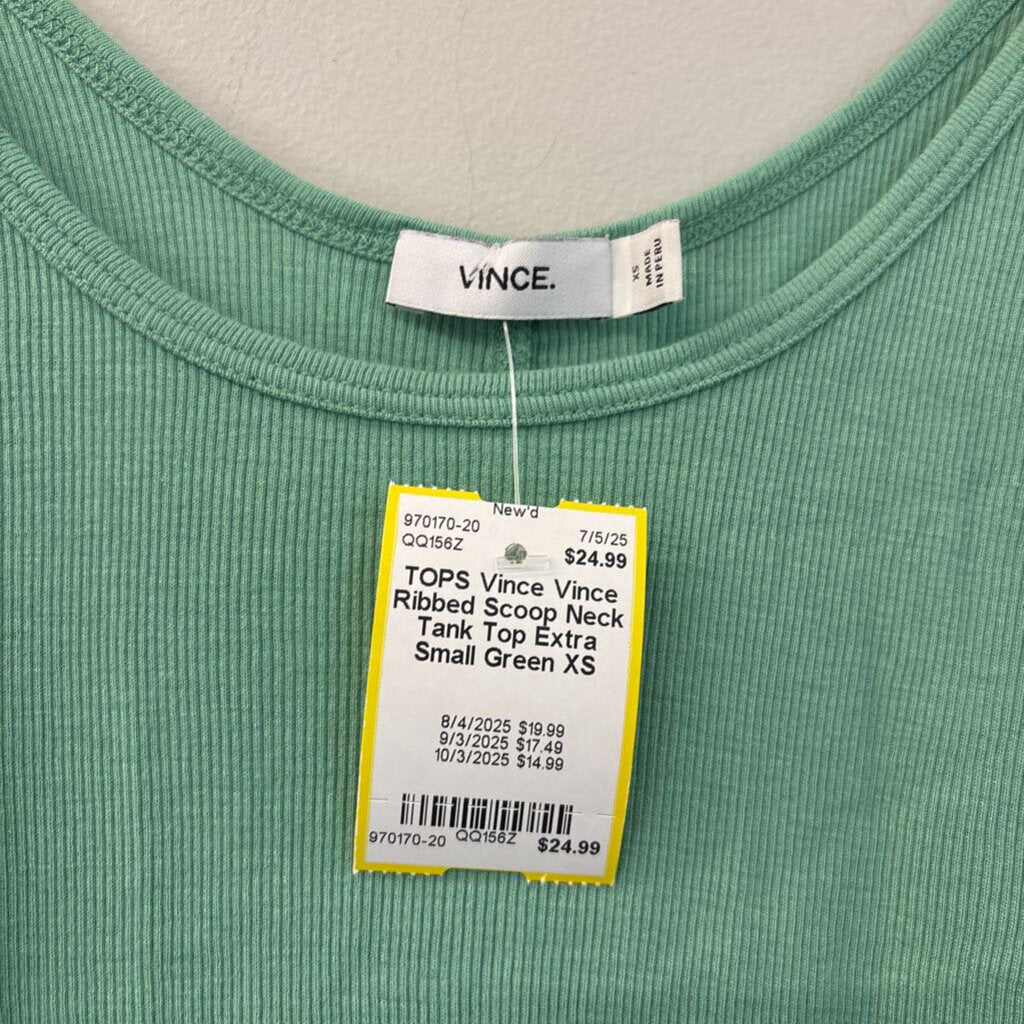 VINCE.
XS
MADE
IN PERU
New'd
970170-20
7/5/25
QQ156Z
$24.99
TOPS Vince Vince
Ribbed Scoop Neck
Tank Top Extra
Small Green XS
8/4/2025 $19.99
9/3/2025 $17.49
10/3/2025 $14.99
970170-20 QQ156Z $24.99